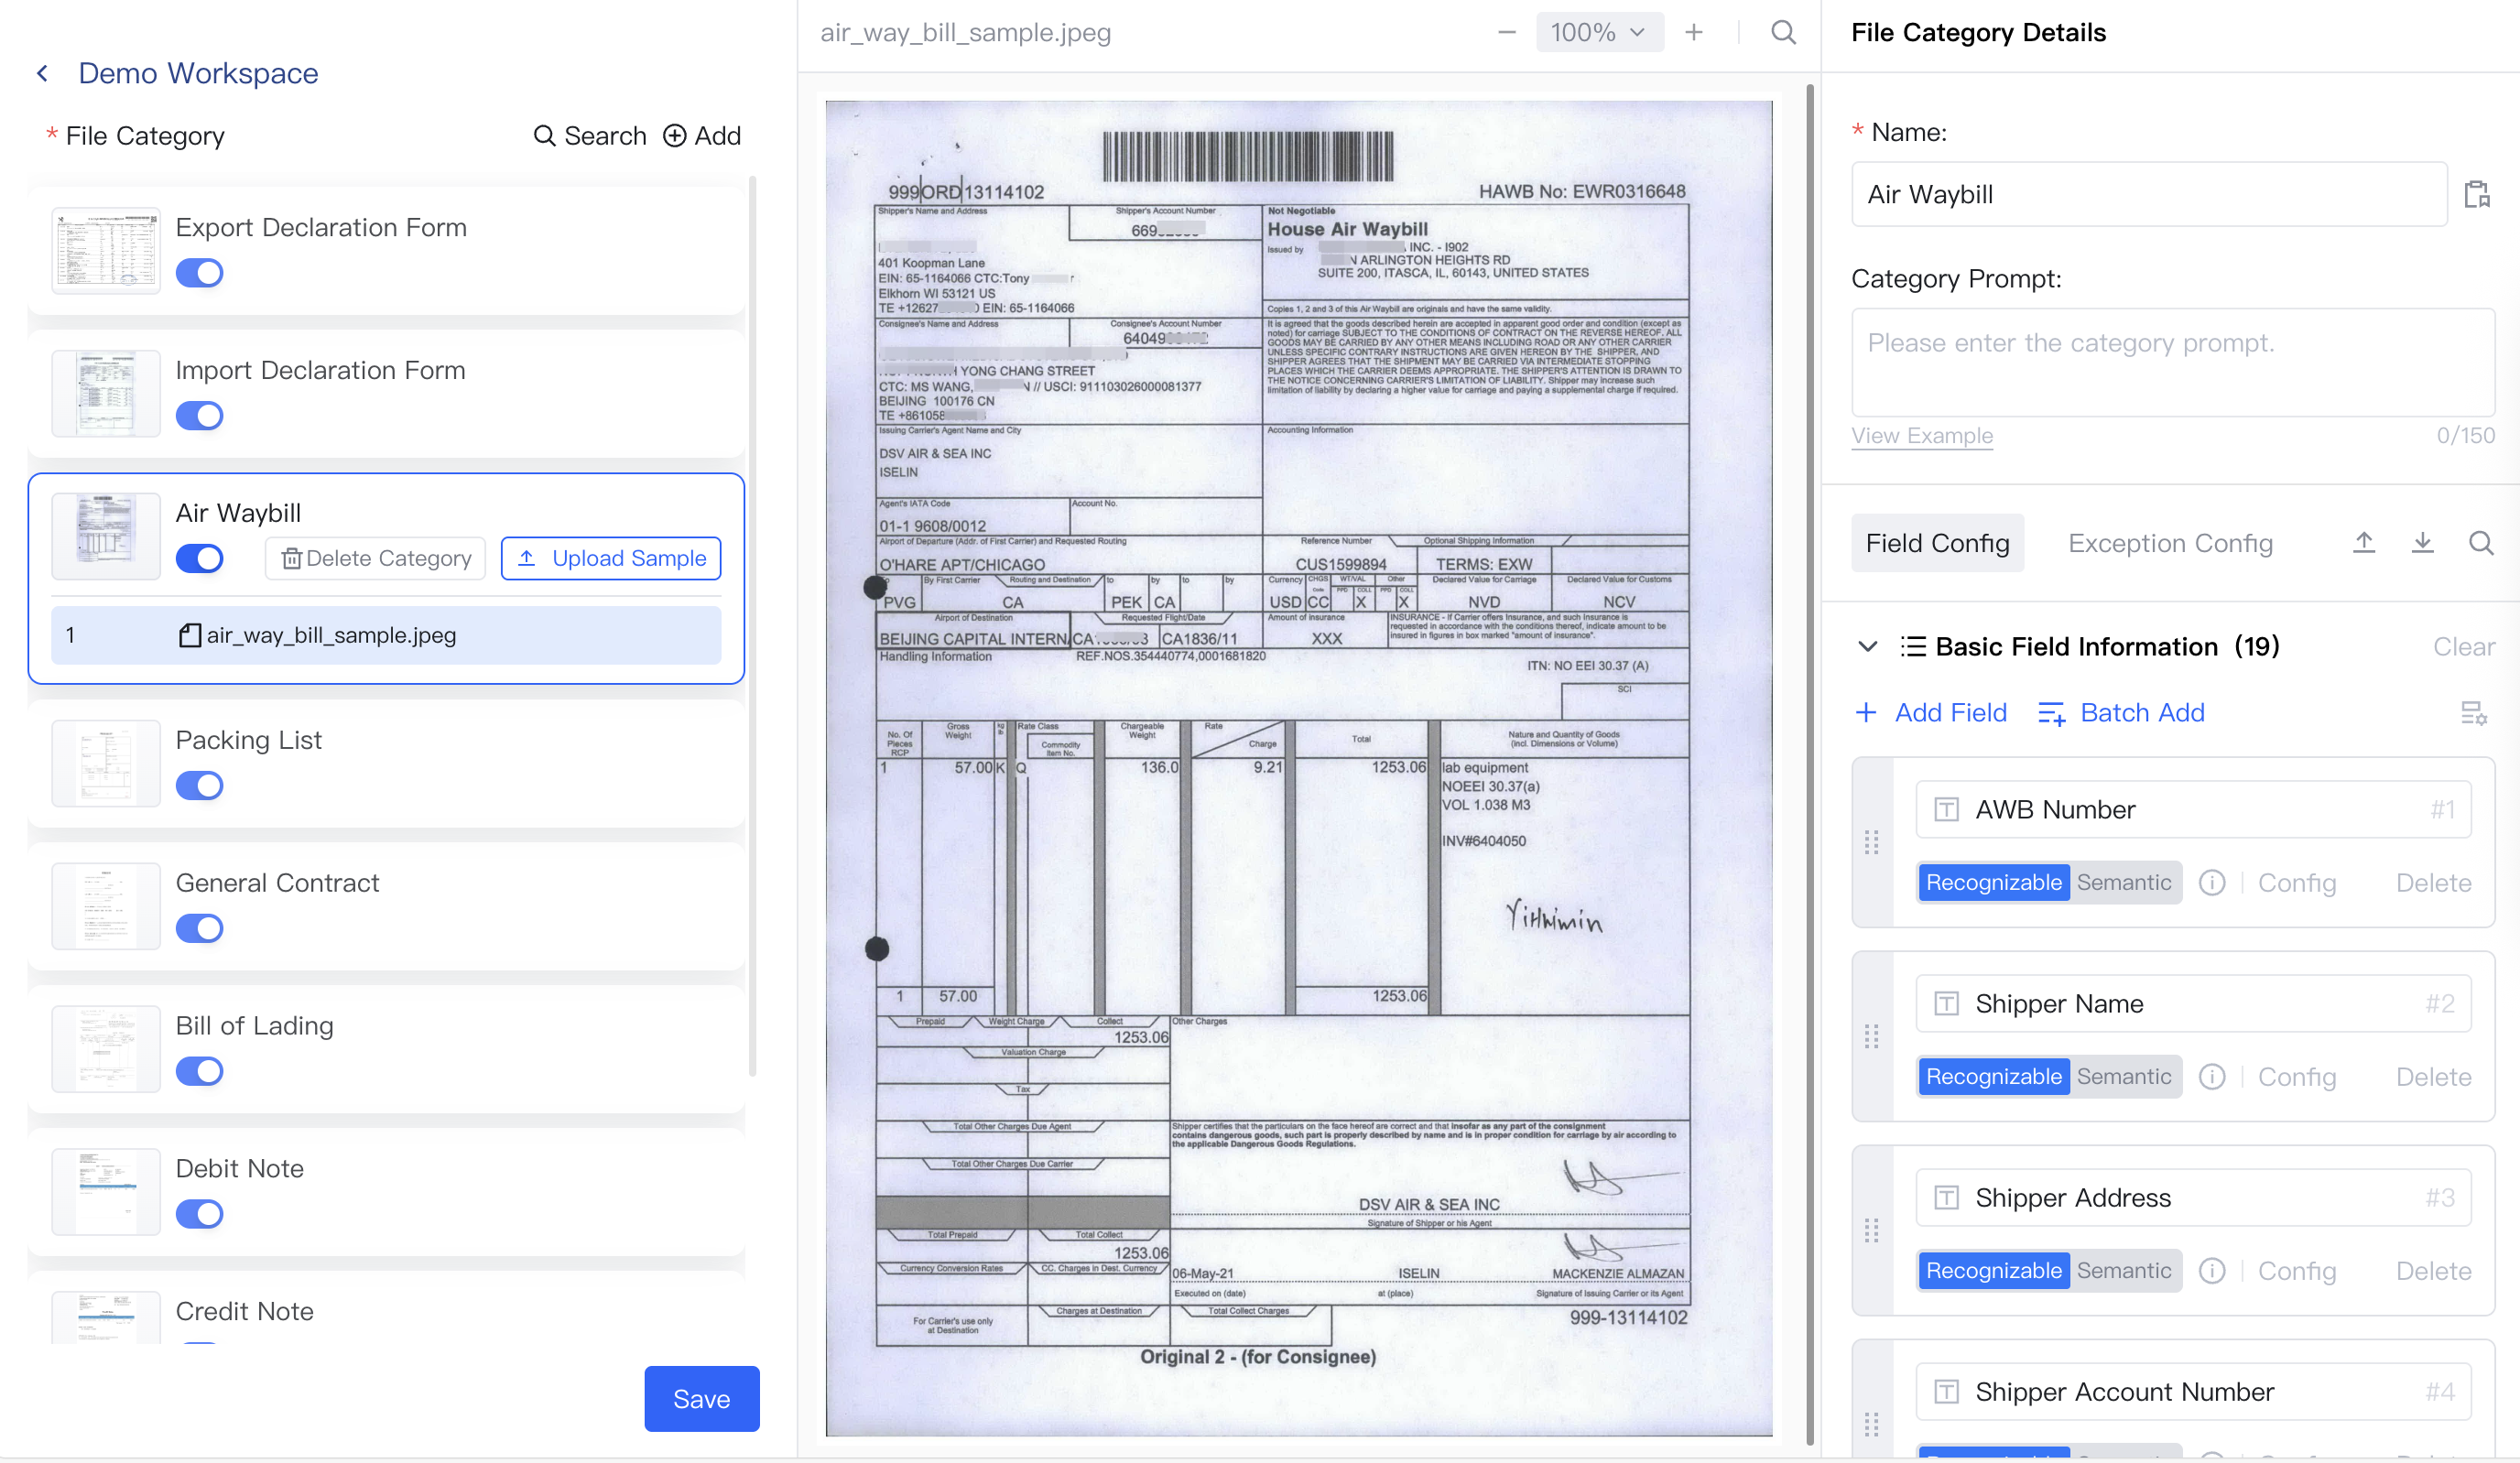 Demo Workspace
* File Category
Search
Add
Export Declaration Form
Import Declaration Form
Air Waybill
Delete Category
Upload Sample
1
air_way_bill_sample.jpeg
Packing List
General Contract
Bill of Lading
Debit Note
Credit Note
Save
air_way_bill_sample.jpeg
100%
999 ORD 13114102
HAWB No: EWR0316648
Shipper's Name and Address
Shipper's Account Number
669
401 Koopman Lane
EIN: 65-1164066 CTC:Tony
Elkhorn WI 53121 US
TE +12627 EIN: 65-1164066
Not Negotiable
House Air Waybill
Issued by
INC. - I902
N ARLINGTON HEIGHTS RD
SUITE 200, ITASCA, IL, 60143, UNITED STATES
Copies 1, 2 and 3 of this Air Waybill are originals and have the same validity.
Consignee's Name and Address
Consignee's Account Number
64049
YONG CHANG STREET
CTC: MS WANG, N // USCI: 911103026000081377
BEIJING 100176 CN
TE +861058
It is agreed that the goods described herein are accepted in apparent good order and condition (except as
noted) for carriage SUBJECT TO THE CONDITIONS OF CONTRACT ON THE REVERSE HEREOF. ALL
GOODS MAY BE CARRIED BY ANY OTHER MEANS INCLUDING ROAD OR ANY OTHER CARRIER
UNLESS SPECIFIC CONTRARY INSTRUCTIONS ARE GIVEN HEREON BY THE SHIPPER, AND
SHIPPER AGREES THAT THE SHIPMENT MAY BE CARRIED VIA INTERMEDIATE STOPPING
PLACES WHICH THE CARRIER DEEMS APPROPRIATE. THE SHIPPER'S ATTENTION IS DRAWN TO
THE NOTICE CONCERNING CARRIER'S LIMITATION OF LIABILITY. Shipper may increase such
limitation of liability by declaring a higher value for carriage and paying a supplemental charge if required.
Issuing Carrier's Agent Name and City
DSV AIR & SEA INC
ISELIN
Accounting Information
Agent's IATA Code
Account No.
01-1 9608/0012
Airport of Departure (Addr. of First Carrier) and Requested Routing
O'HARE APT/CHICAGO
Reference Number
Optional Shipping Information
CUS1599894
TERMS: EXW
By First Carrier
Routing and Destination
to
by
to
by
Currency
CHGS Code
WT/VAL
Other
PPD
COLL
PPD
COLL
Declared Value for Carriage
Declared Value for Customs
PVG
CA
PEK
CA
USD
CC
X
X
NVD
NCV
Airport of Destination
Requested Flight/Date
Amount of Insurance
BEIJING CAPITAL INTERN
CA
CA1836/11
XXX
INSURANCE - If Carrier offers Insurance, and such Insurance is
requested in accordance with the conditions thereof, indicate amount to be
insured in figures in box marked "amount of insurance".
Handling Information
REF.NOS.354440774,0001681820
ITN: NO EEI 30.37 (A)
SCI
No. Of Pieces RCP
Gross Weight
kg lb
Rate Class
Commodity Item No.
Chargeable Weight
Rate
Charge
Total
Nature and Quantity of Goods
(incl. Dimensions or Volume)
1
57.00
K
Q
136.0
9.21
1253.06
lab equipment
NOEEI 30.37(a)
VOL 1.038 M3
INV#6404050
1
57.00
1253.06
Prepaid
Weight Charge
Collect
Other Charges
1253.06
Valuation Charge
Tax
Total Other Charges Due Agent
Shipper certifies that the particulars on the face hereof are correct and that insofar as any part of the consignment
contains dangerous goods, such part is properly described by name and is in proper condition for carriage by air according to
the applicable Dangerous Goods Regulations.
Total Other Charges Due Carrier
DSV AIR & SEA INC
Signature of Shipper or his Agent
Total Prepaid
Total Collect
1253.06
Currency Conversion Rates
CC. Charges in Dest. Currency
06-May-21
ISELIN
MACKENZIE ALMAZAN
Executed on (date)
at (place)
Signature of Issuing Carrier or its Agent
For Carrier's use only
at Destination
Charges at Destination
Total Collect Charges
999-13114102
Original 2 - (for Consignee)
File Category Details
* Name:
Air Waybill
Category Prompt:
Please enter the category prompt.
View Example
0/150
Field Config
Exception Config
Basic Field Information (19)
Clear
Add Field
Batch Add
AWB Number
#1
Recognizable Semantic
Config
Delete
Shipper Name
#2
Recognizable Semantic
Config
Delete
Shipper Address
#3
Recognizable Semantic
Config
Delete
Shipper Account Number
#4